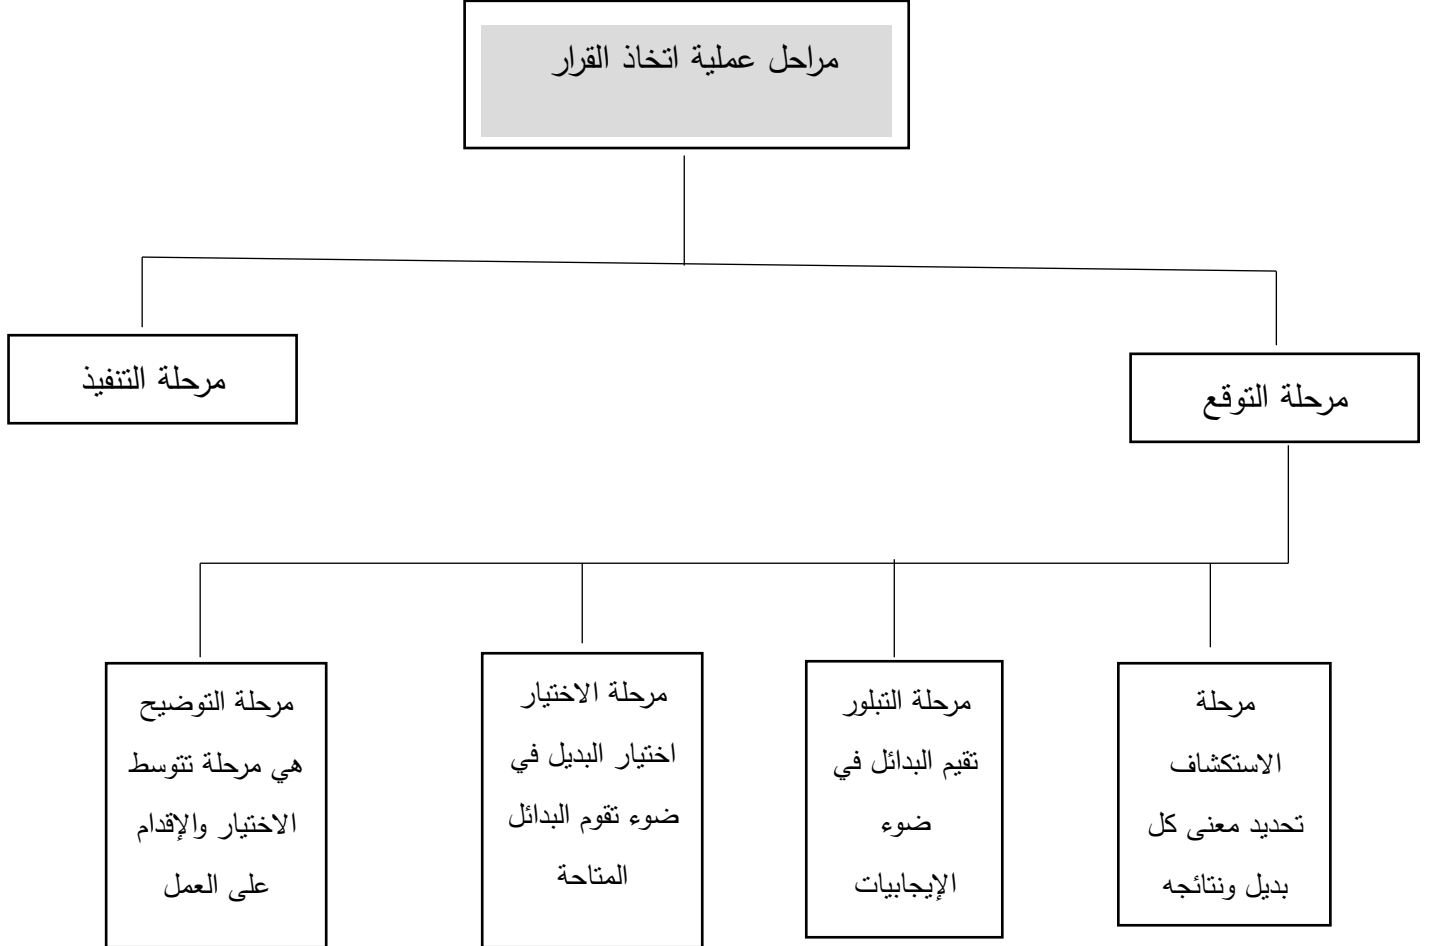 مراحل عملية اتخاذ القرار
مرحلة التوقع
مرحلة التنفيذ
مرحلة
الاستكشاف
تحديد معنى كل
بديل ونتائجه
مرحلة التبلور
تقيم البدائل في
ضوء
الإيجابيات
مرحلة الاختيار
اختيار البديل في
ضوء تقوم البدائل
المتاحة
مرحلة التوضيح
هي مرحلة تتوسط
الاختيار والإقدام
على العمل